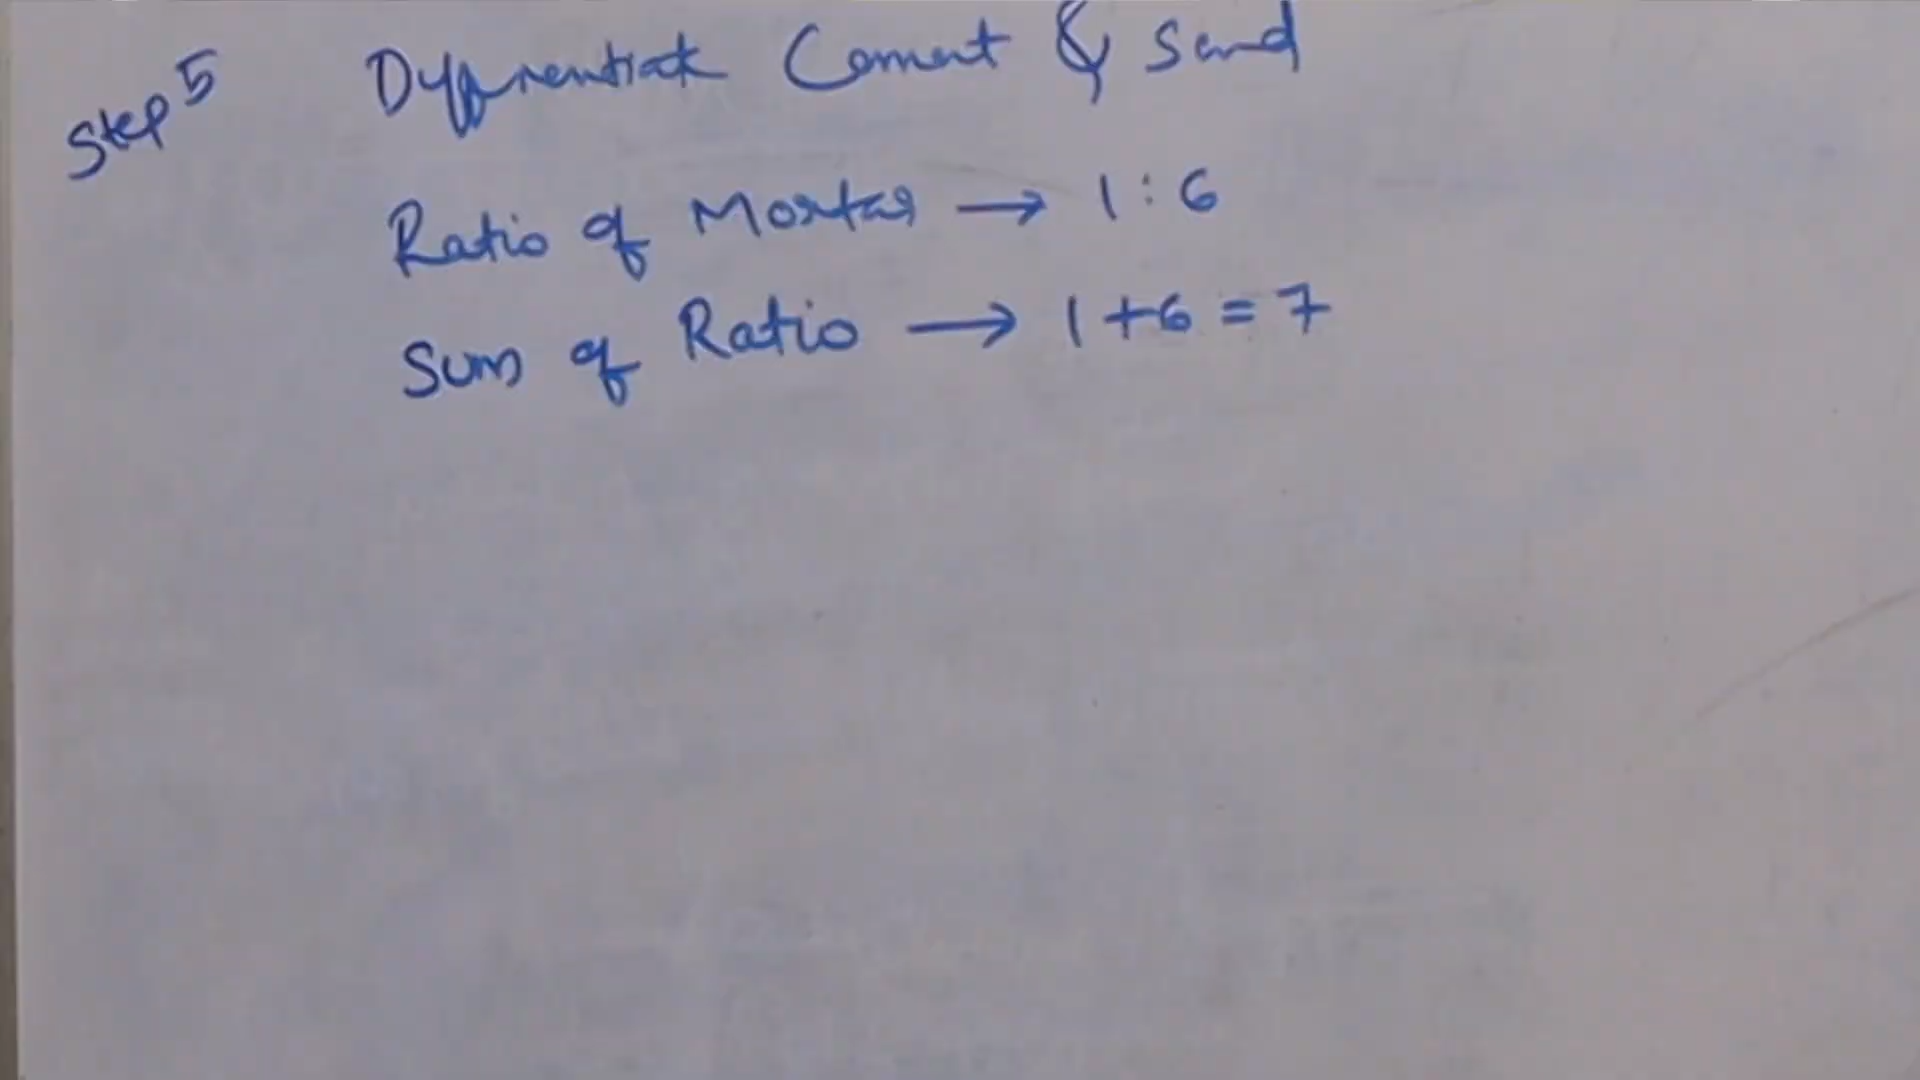 Step 5 Differentiate Cement & Sand
Ratio of Mortar → 1 : 6
Sum of Ratio → 1 + 6 = 7